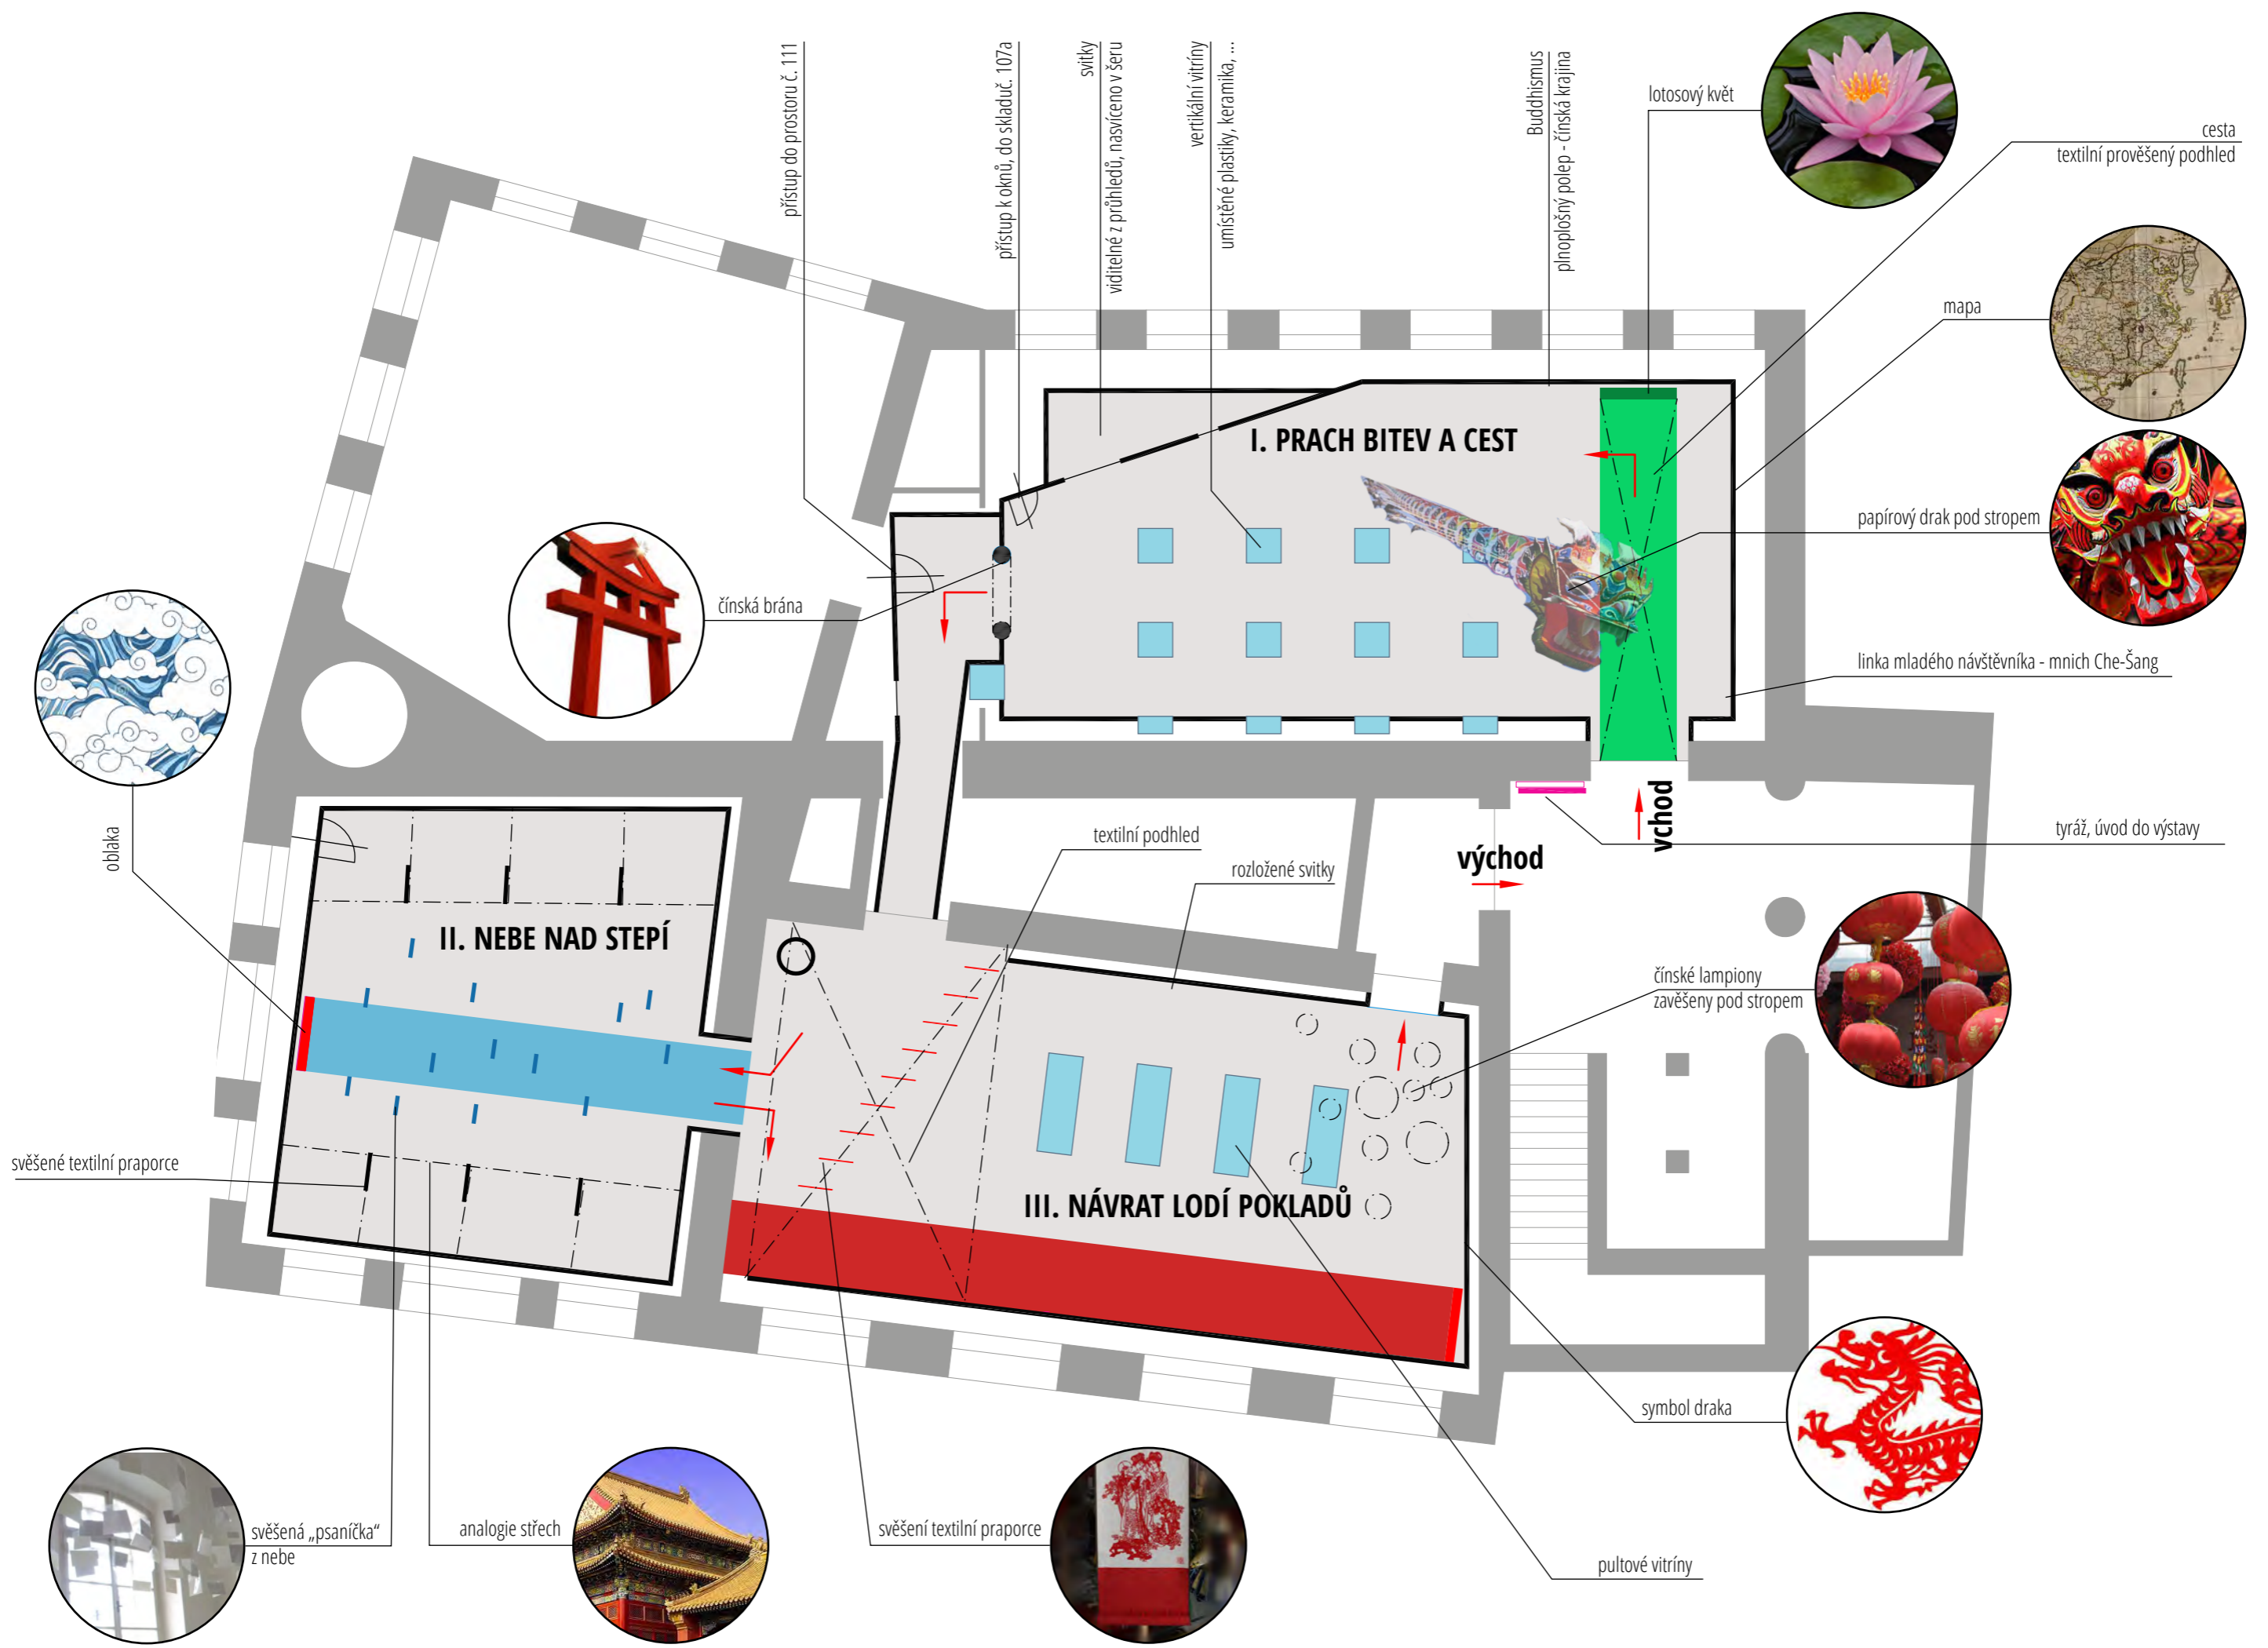 přístup do prostoru č. 111
přístup k oknů, do skladuč. 107a
svitky
viditelné z průhledů, nasvíceno v šeru
vertikální vitríny
umístěné plastiky, keramika, ...
Buddhismus
plnoplošný polep - čínská krajina
lotosový květ
cesta
textilní prověšený podhled
mapa
I. PRACH BITEV A CEST
papírový drak pod stropem
čínská brána
linka mladého návštěvníka - mnich Che-Šang
vchod
tyráž, úvod do výstavy
oblaka
textilní podhled
východ
rozložené svitky
II. NEBE NAD STEPÍ
čínské lampiony
zavěšeny pod stropem
svěšené textilní praporce
III. NÁVRAT LODÍ POKLADŮ
symbol draka
svěšená „psaníčka“
z nebe
analogie střech
svěšení textilní praporce
pultové vitríny